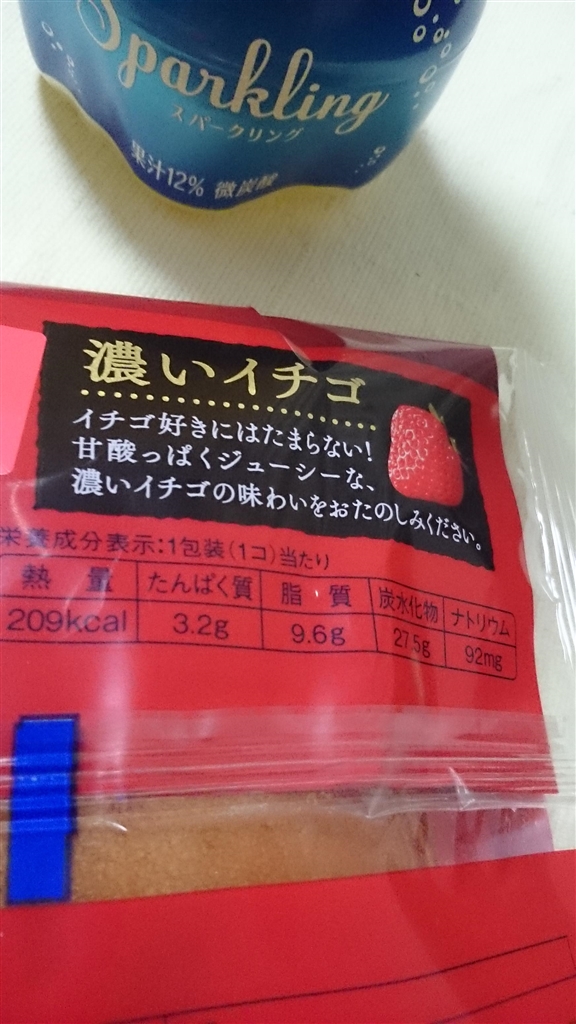 Sparkling
スパークリング
果汁12% 微炭酸
濃いイチゴ
イチゴ好きにはたまらない!
甘酸っぱくジューシーな、
濃いイチゴの味わいをおたのしみください。
栄養成分表示:1包装(1コ)当たり
熱量 たんぱく質 脂質 炭水化物 ナトリウム
209kcal 3.2g 9.6g 27.5g 92mg